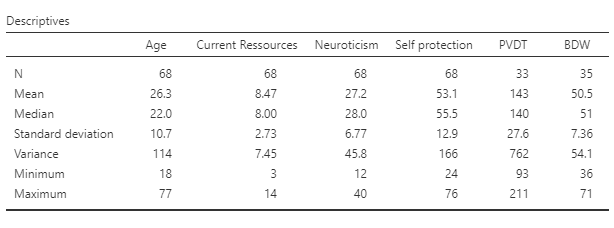 Descriptives
Age Current Ressources Neuroticism Self protection PVDT BDW
N 68 68 68 68 33 35
Mean 26.3 8.47 27.2 53.1 143 50.5
Median 22.0 8.00 28.0 55.5 140 51
Standard deviation 10.7 2.73 6.77 12.9 27.6 7.36
Variance 114 7.45 45.8 166 762 54.1
Minimum 18 3 12 24 93 36
Maximum 77 14 40 76 211 71